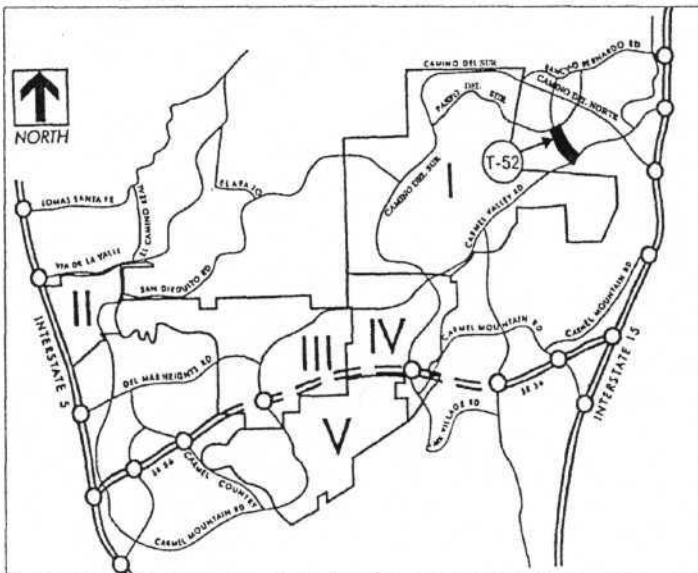 NORTH
CAMINO DEL SUR
RANCHO BERNARDO RD
CAMINO DEL NORTE
PASEO DEL SUR
T-52
I
CAMINO DEL SUR
CARMEL VALLEY RD
LOMAS SANTA FE
EL CAMINO REAL
EL APAJO
VIA DE LA VALLE
SAN DIEGUITO RD
II
INTERSTATE 5
DEL MAR HEIGHTS RD
III
IV
V
CARMEL MOUNTAIN RD
CARMEL MOUNTAIN RD
SR 56
INTERSTATE 15
VILLAGE RD
SR 56
CARMEL COUNTRY
CARMEL MOUNTAIN RD